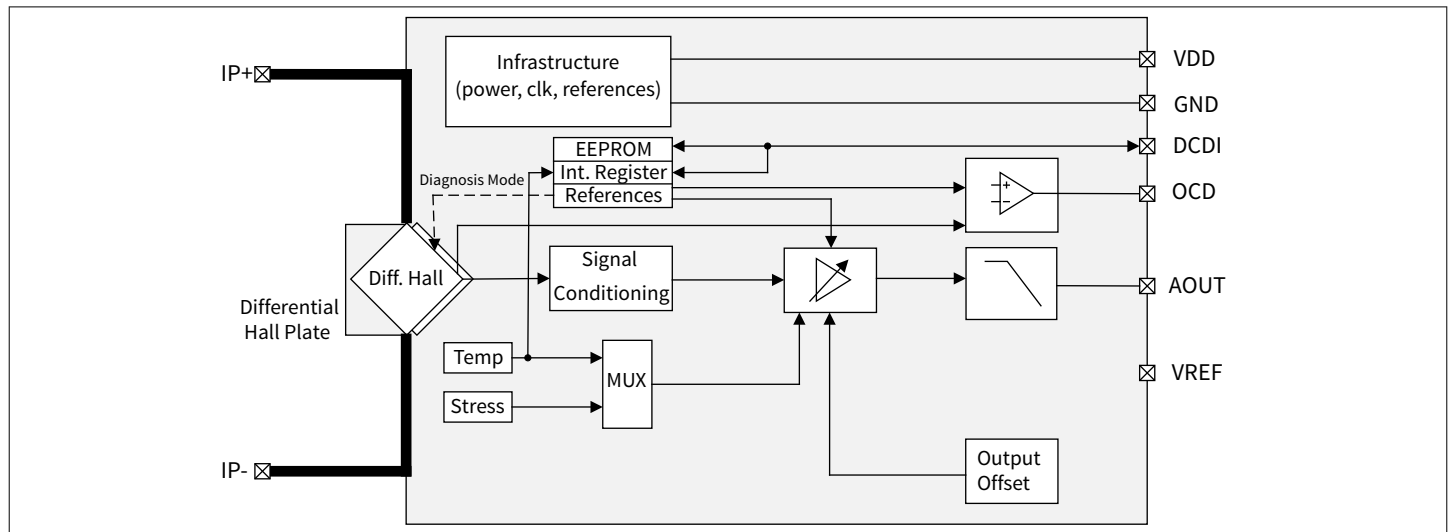 Infrastructure
(power, clk, references)
IP+
VDD
GND
EEPROM
DCDI
Int. Register
Diagnosis Mode
References
OCD
+
Diff. Hall
Signal
Conditioning
AOUT
Differential
Hall Plate
Temp
MUX
VREF
Stress
IP-
Output
Offset